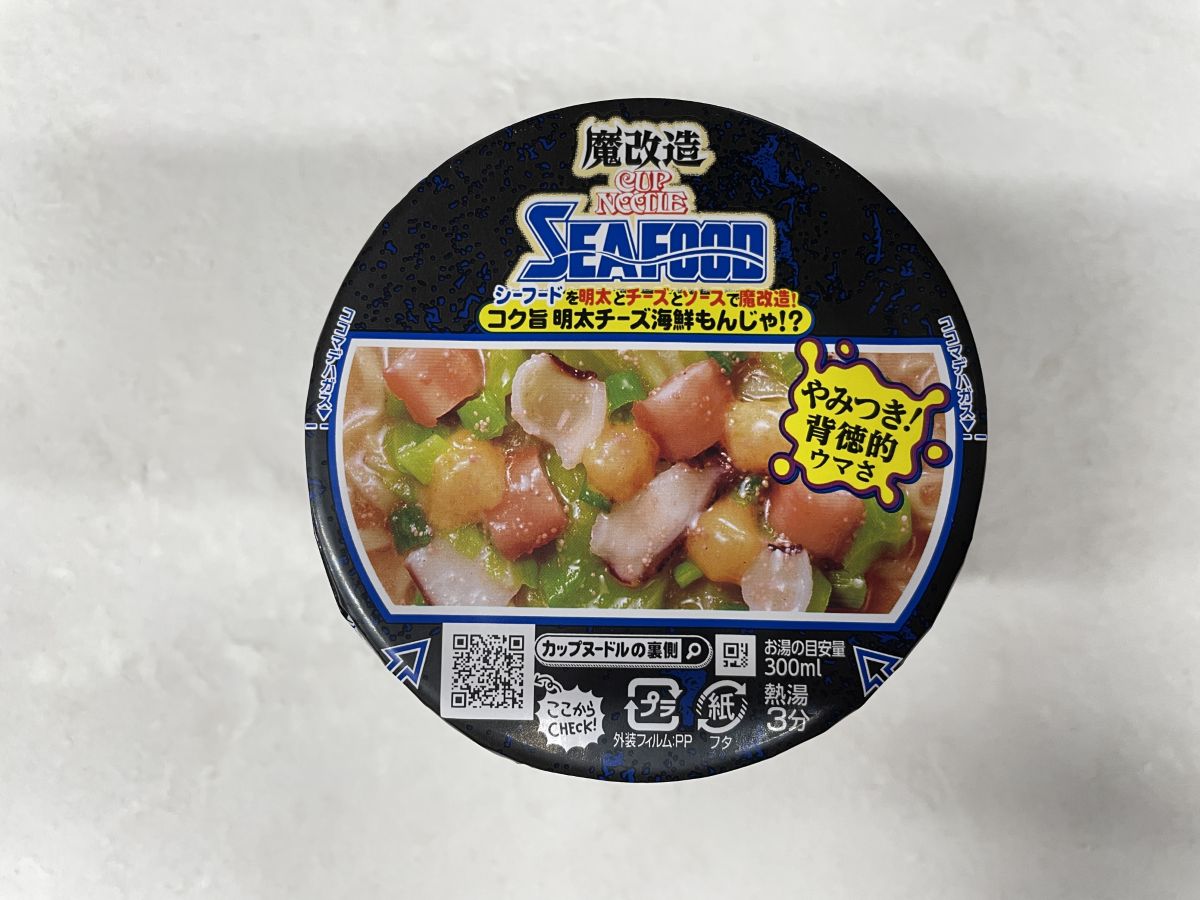 魔改造
CUP
NOODLE
SEAFOOD
シーフードを明太とチーズとソースで魔改造!
コク旨 明太チーズ海鮮もんじゃ!?
ココマデハガス
ココマデハガス
やみつき!
背徳的
ウマさ
カップヌードルの裏側
お湯の目安量
300ml
ここから
CHECK!
プラ
外装フィルム:PP
紙
フタ
熱湯
3分